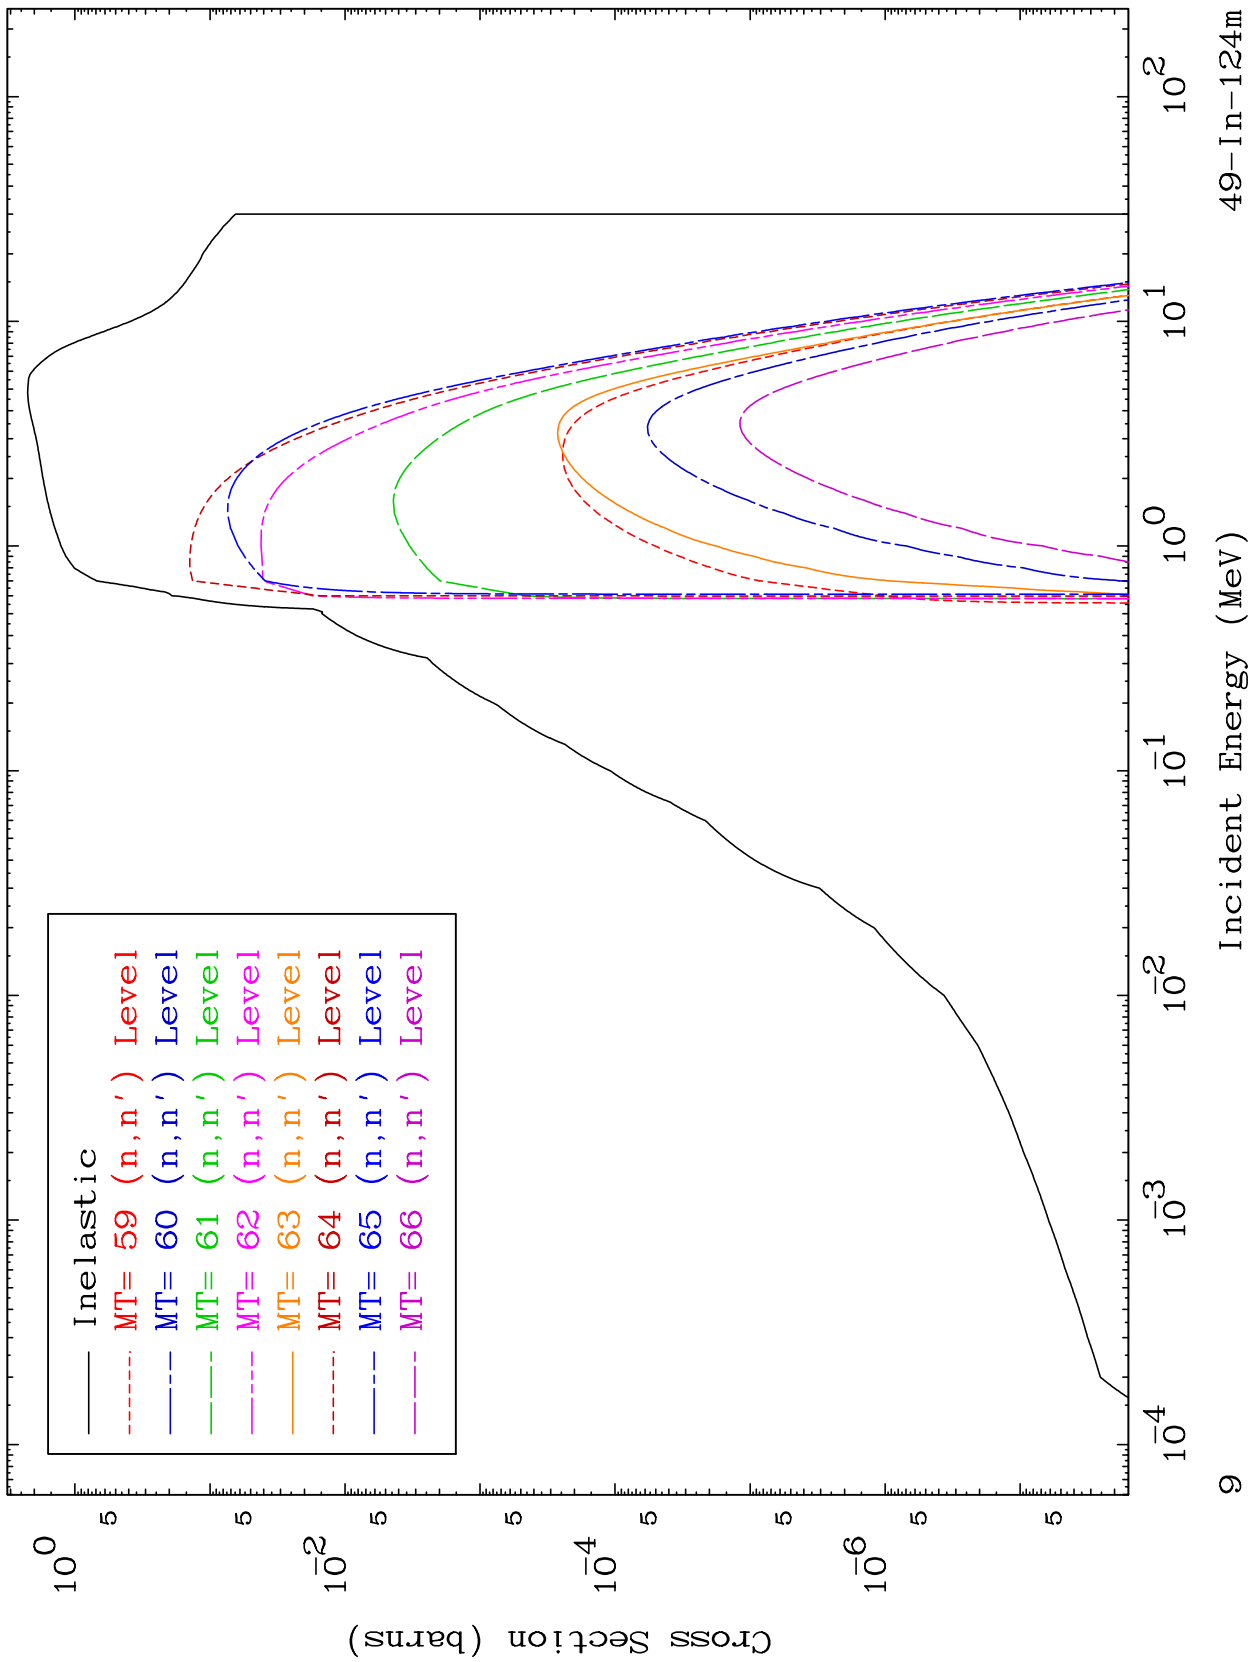 Inelastic
MT= 59 (n,n') Level
MT= 60 (n,n') Level
MT= 61 (n,n') Level
MT= 62 (n,n') Level
MT= 63 (n,n') Level
MT= 64 (n,n') Level
MT= 65 (n,n') Level
MT= 66 (n,n') Level
Cross Section (barns)
10^0
5
5
10^-2
5
5
10^-4
5
5
10^-6
5
5
10^-4
10^-3
10^-2
10^-1
10^0
10^1
10^2
Incident Energy (MeV)
9
49-In-124m